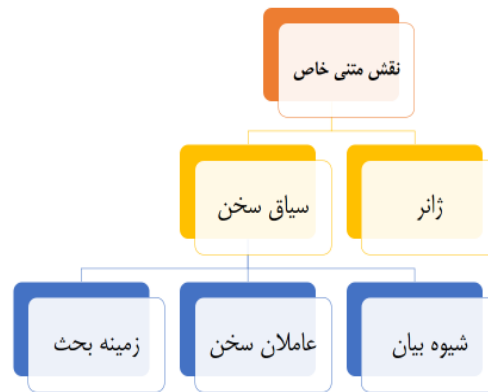 نقش متنی خاص
ژانر
سیاق سخن
شیوه بیان
عاملان سخن
زمینه بحث